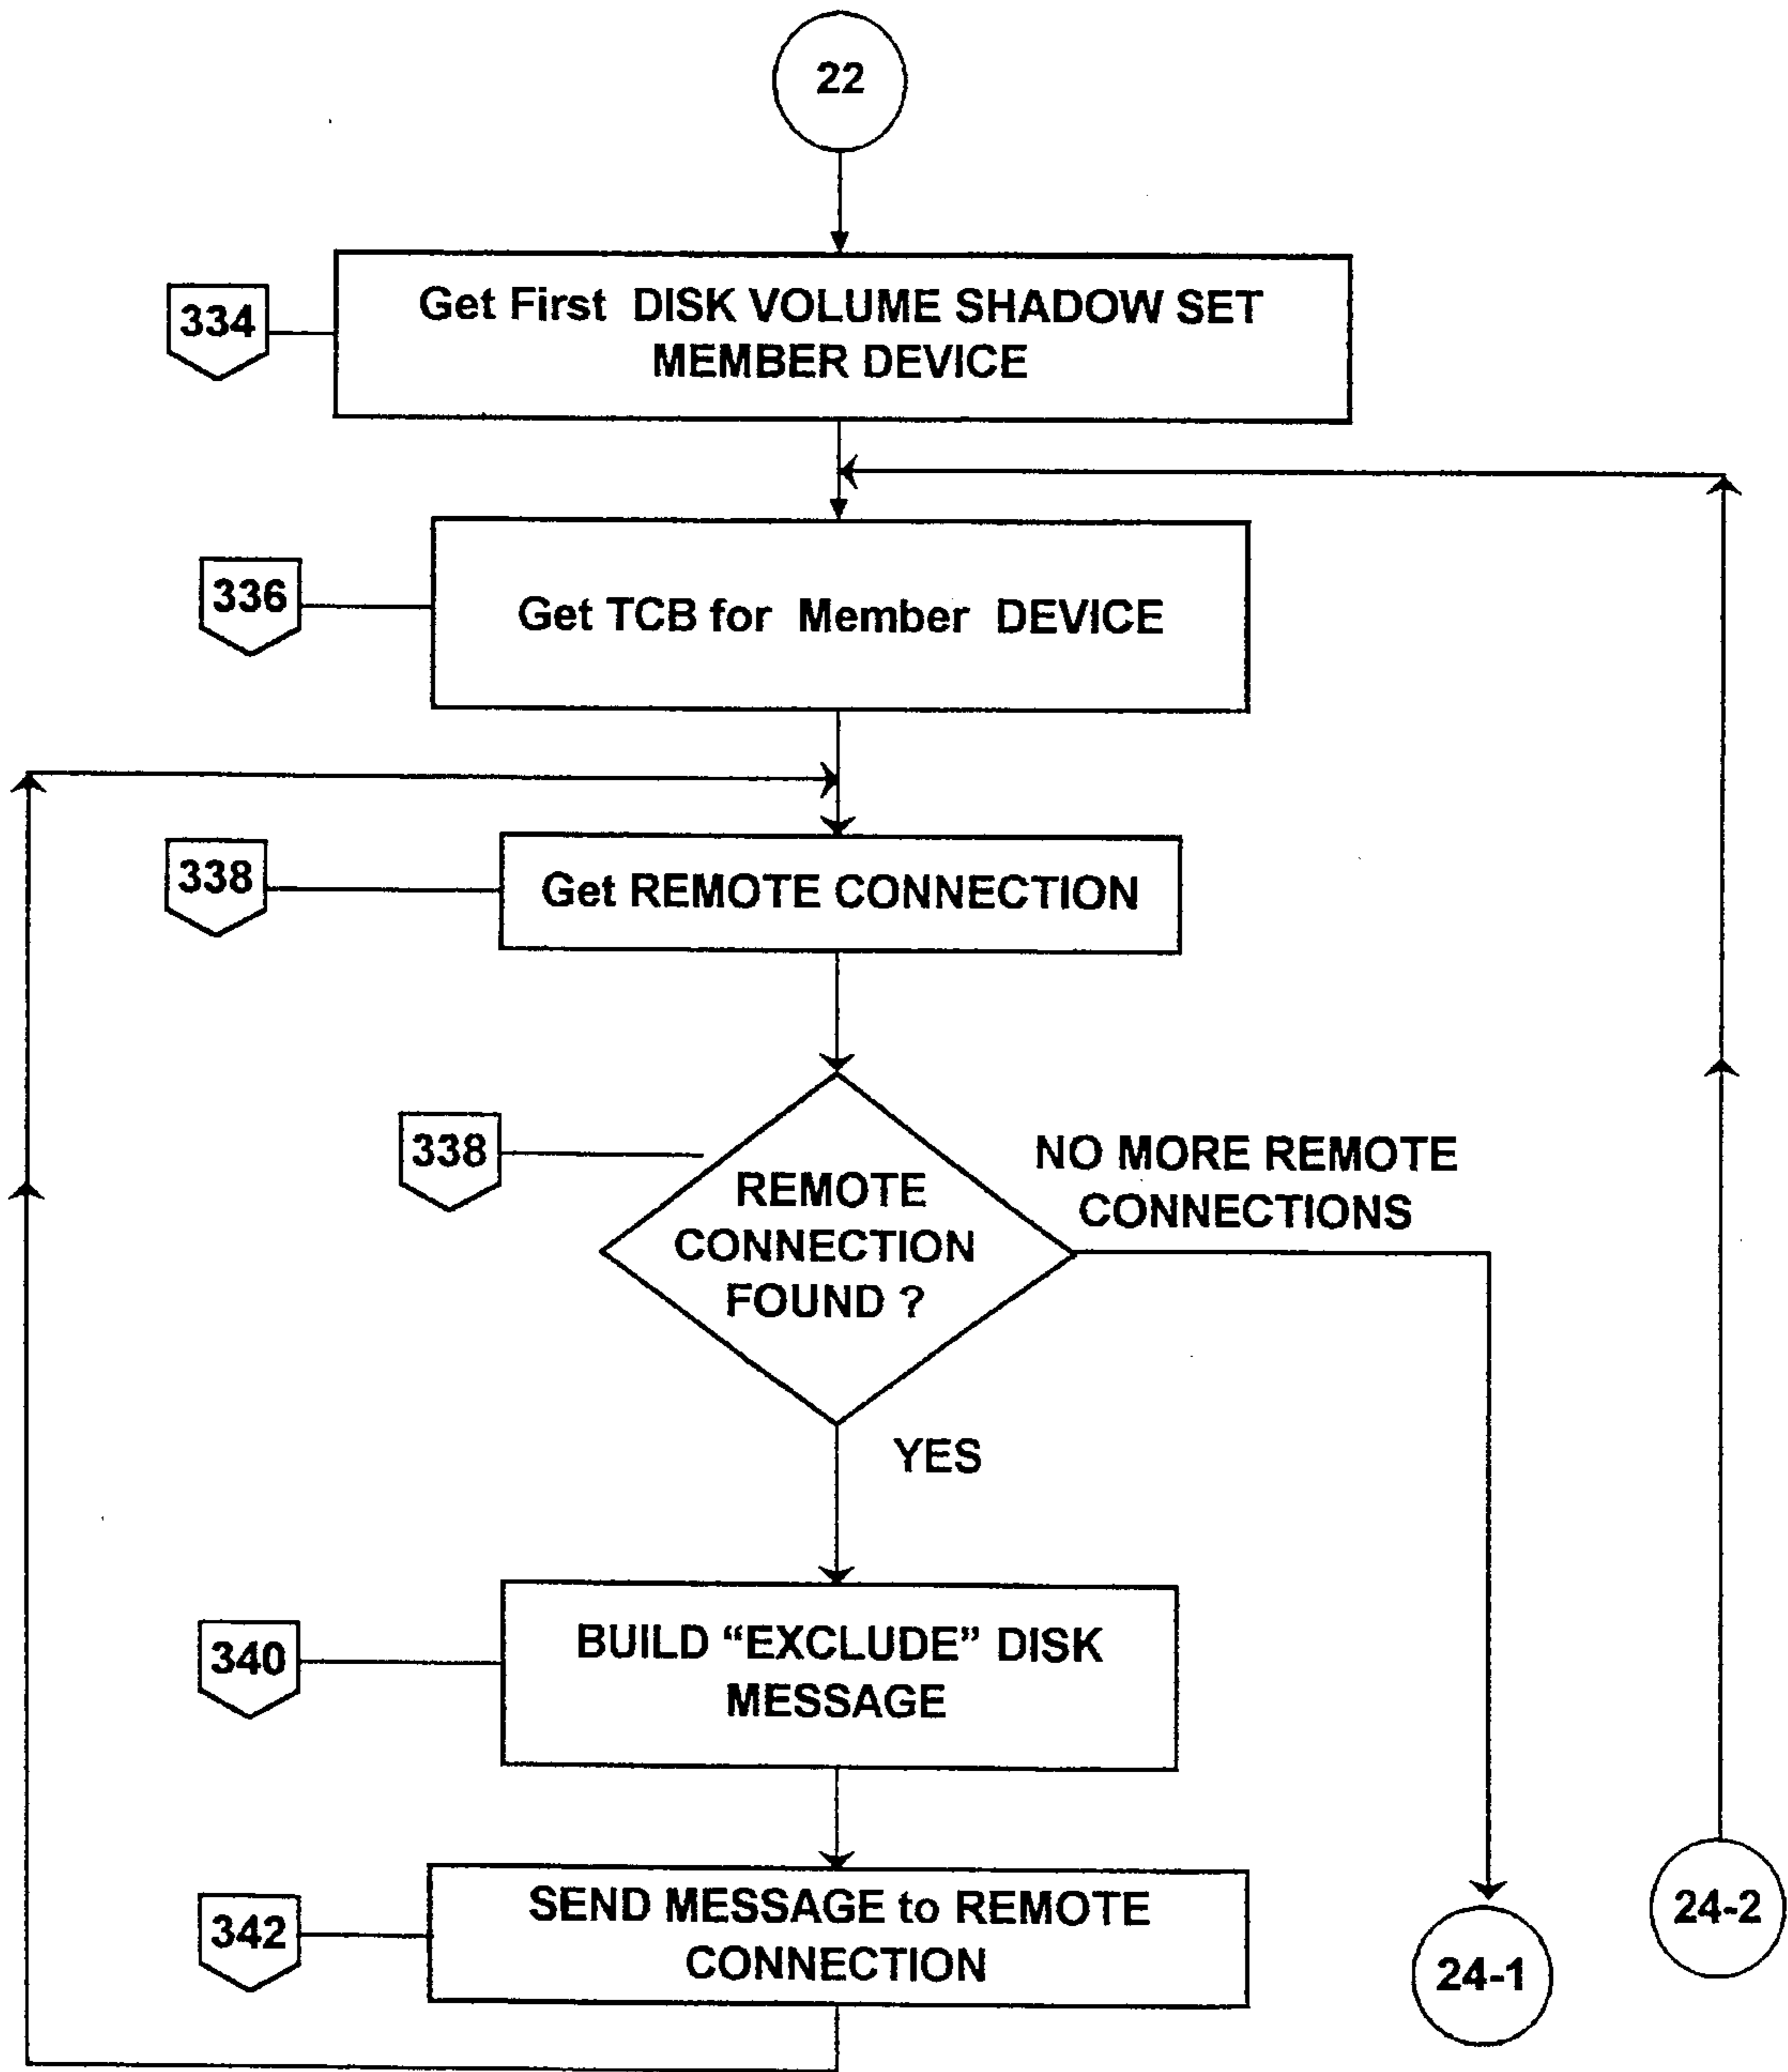 22
334
Get First DISK VOLUME SHADOW SET
MEMBER DEVICE
336
Get TCB for Member DEVICE
338
Get REMOTE CONNECTION
338
REMOTE
CONNECTION
FOUND ?
NO MORE REMOTE
CONNECTIONS
YES
340
BUILD “EXCLUDE” DISK
MESSAGE
342
SEND MESSAGE to REMOTE
CONNECTION
24-1
24-2